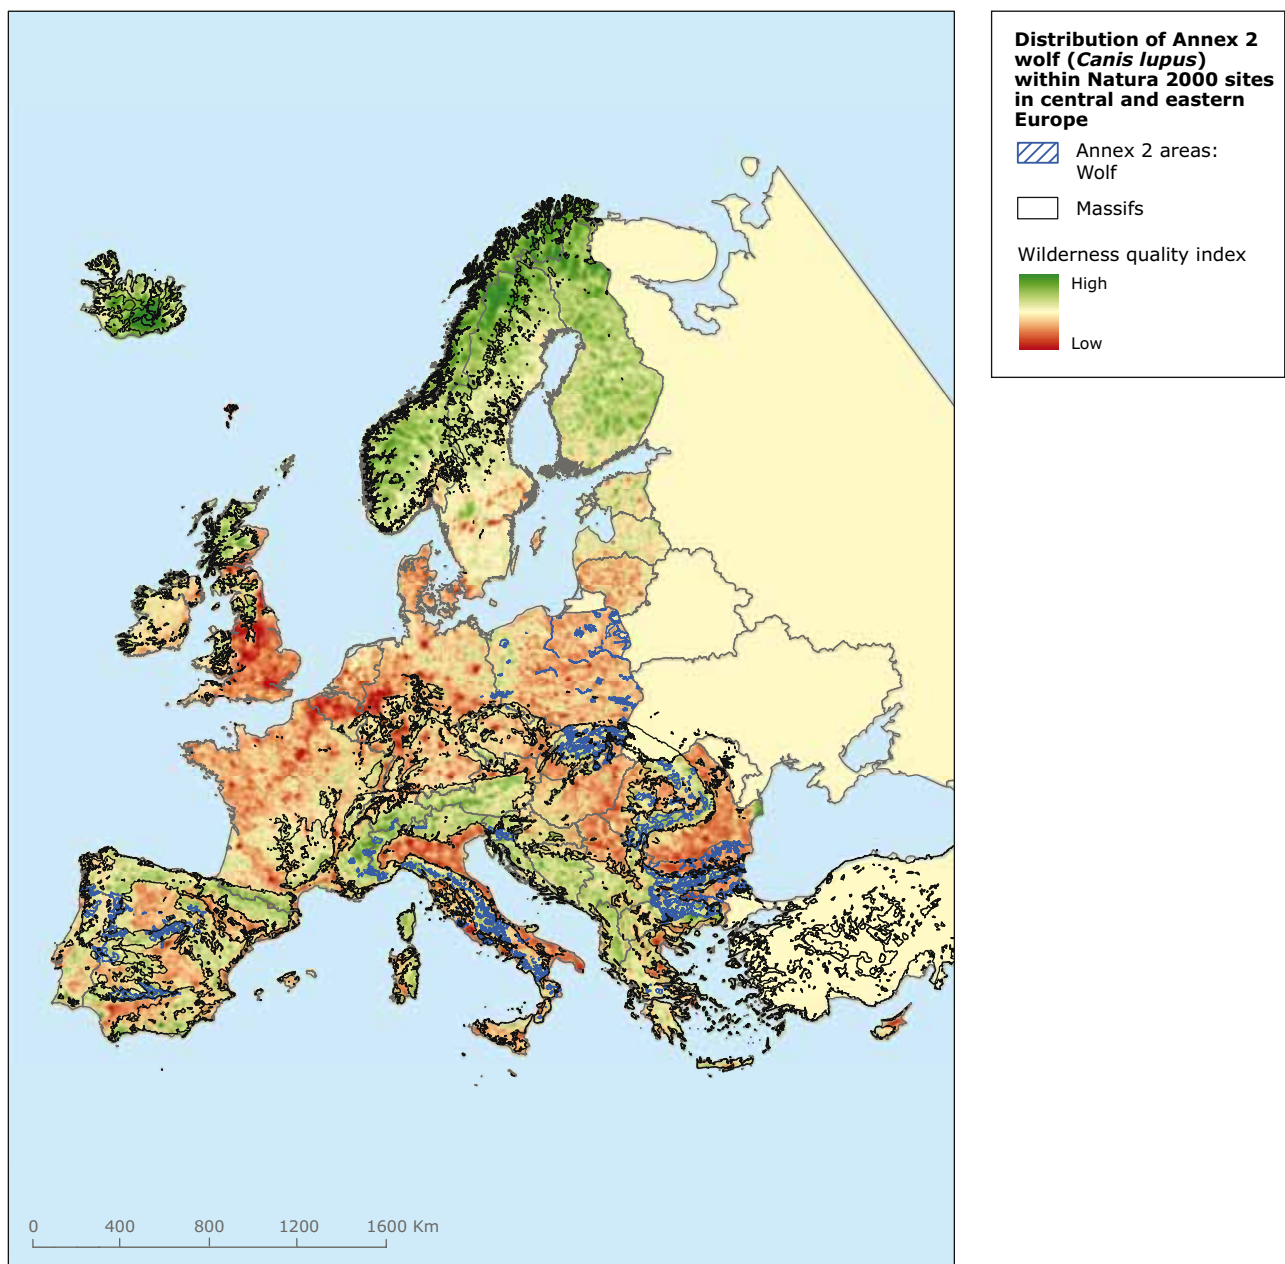 Distribution of Annex 2
wolf (Canis lupus)
within Natura 2000 sites
in central and eastern
Europe
Annex 2 areas:
Wolf
Massifs
Wilderness quality index
High
Low
0 400 800 1200 1600 Km